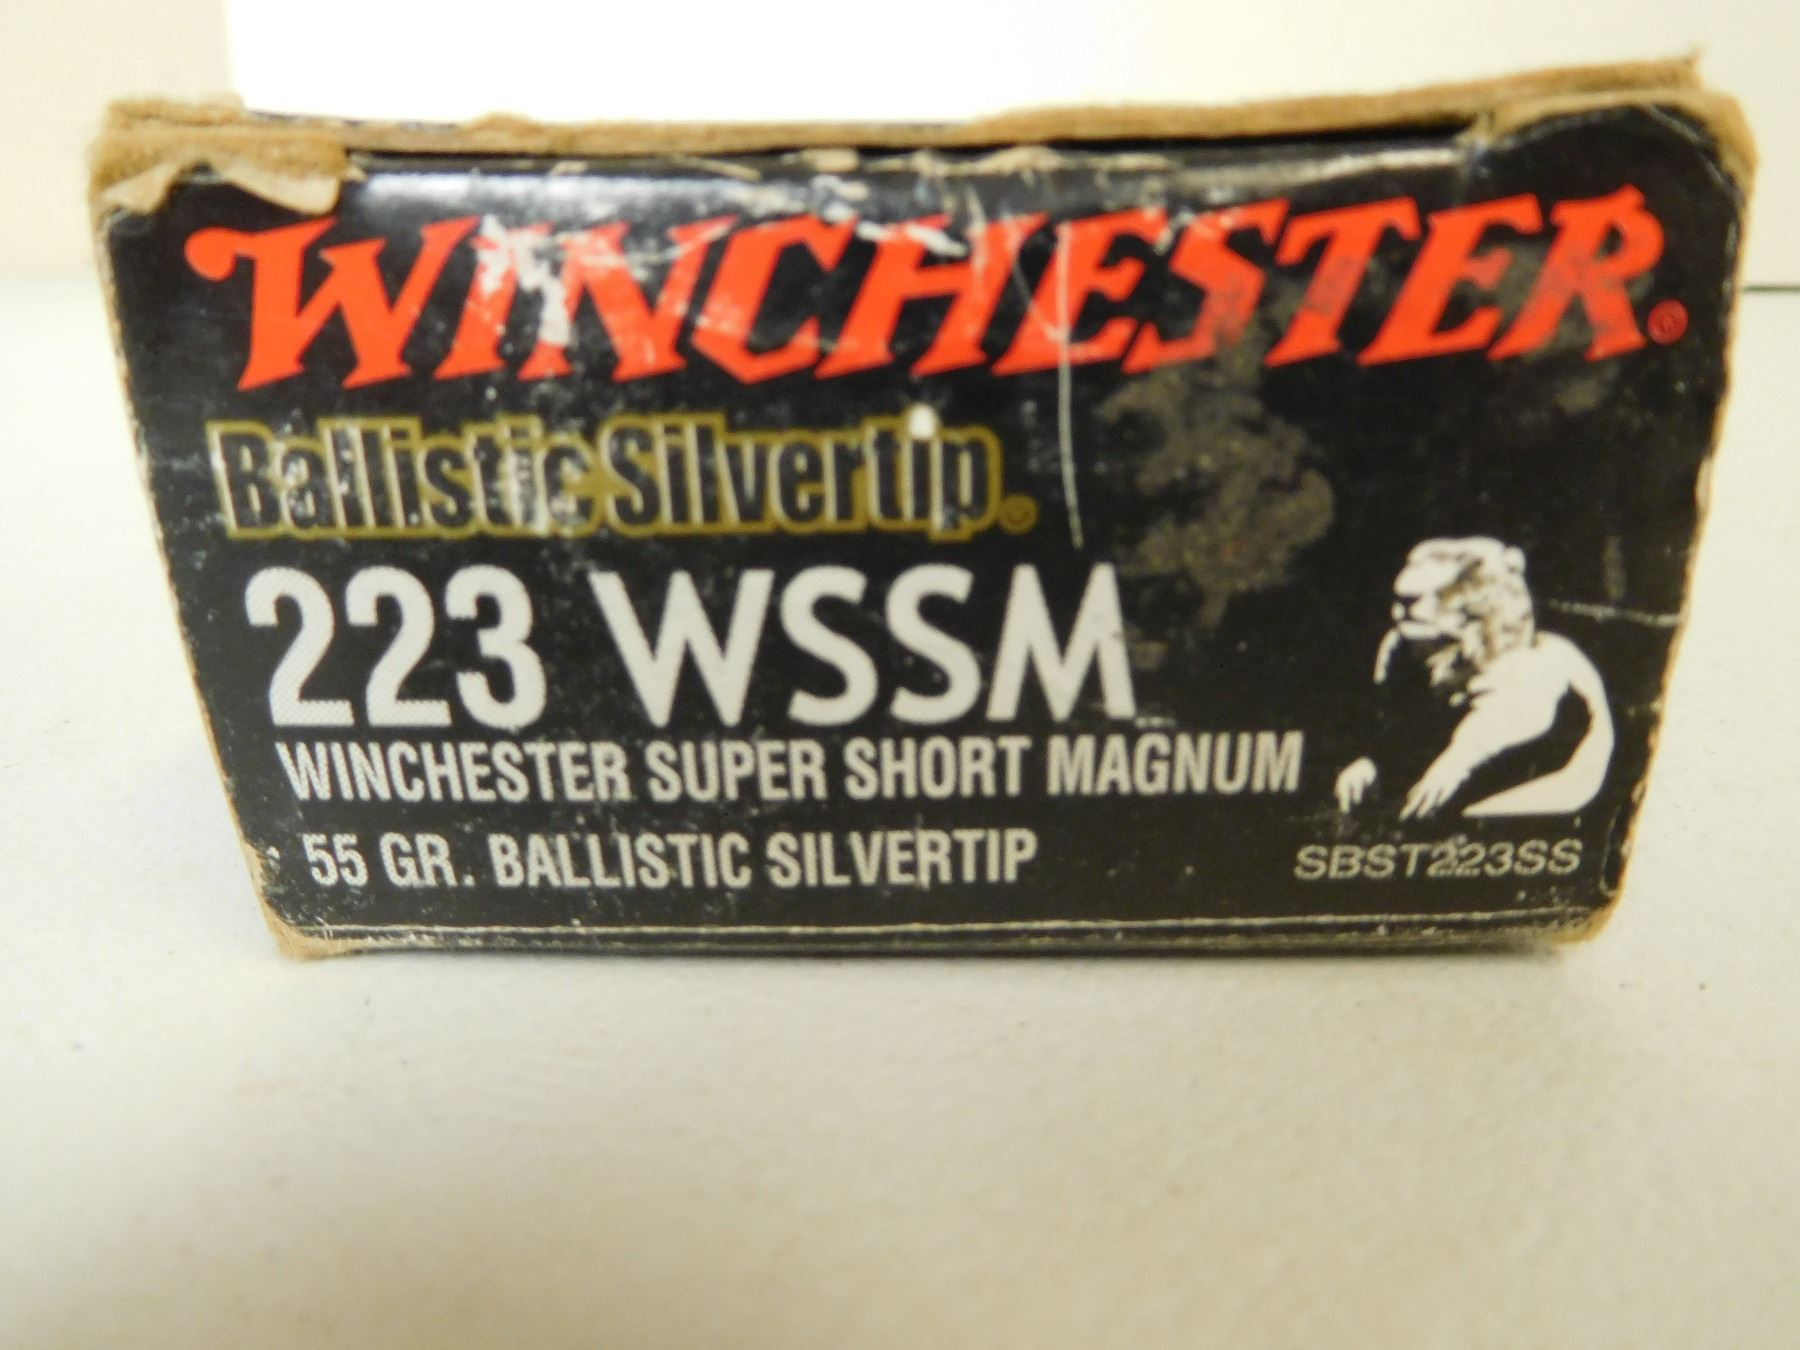 WINCHESTER®
Ballistic Silvertip®
223 WSSM
WINCHESTER SUPER SHORT MAGNUM
55 GR. BALLISTIC SILVERTIP
SBST223SS